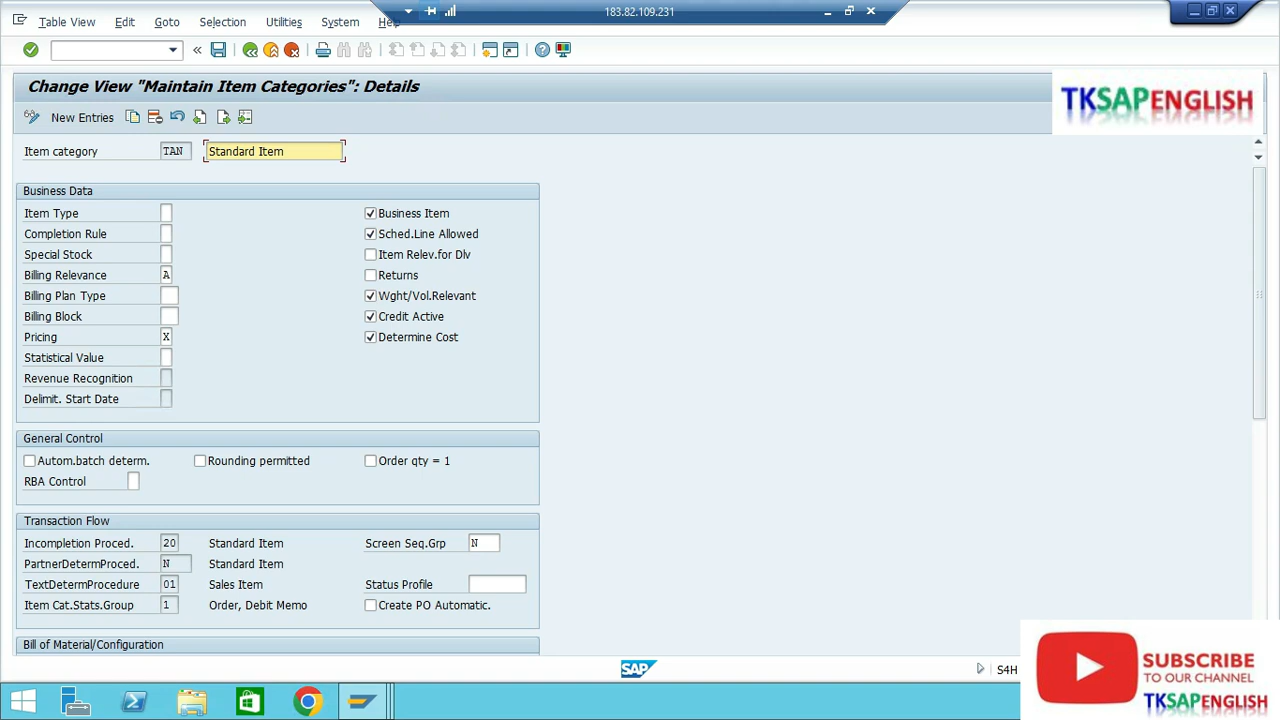 Table View Edit Goto Selection Utilities System Help
183.82.109.231
Change View "Maintain Item Categories": Details
TKSAPENGLISH
New Entries
Item category TAN Standard Item
Business Data
Item Type
Business Item
Completion Rule
Sched.Line Allowed
Special Stock
Item Relev.for Dlv
Billing Relevance A
Returns
Billing Plan Type
Wght/Vol.Relevant
Billing Block
Credit Active
Pricing X
Determine Cost
Statistical Value
Revenue Recognition
Delimit. Start Date
General Control
Autom.batch determ. Rounding permitted Order qty = 1
RBA Control
Transaction Flow
Incompletion Proced. 20 Standard Item Screen Seq.Grp N
PartnerDetermProced. N Standard Item
TextDetermProcedure 01 Sales Item Status Profile
Item Cat.Stats.Group 1 Order, Debit Memo Create PO Automatic.
Bill of Material/Configuration
SAP
S4H
SUBSCRIBE
TO OUR CHANNEL
TKSAPENGLISH